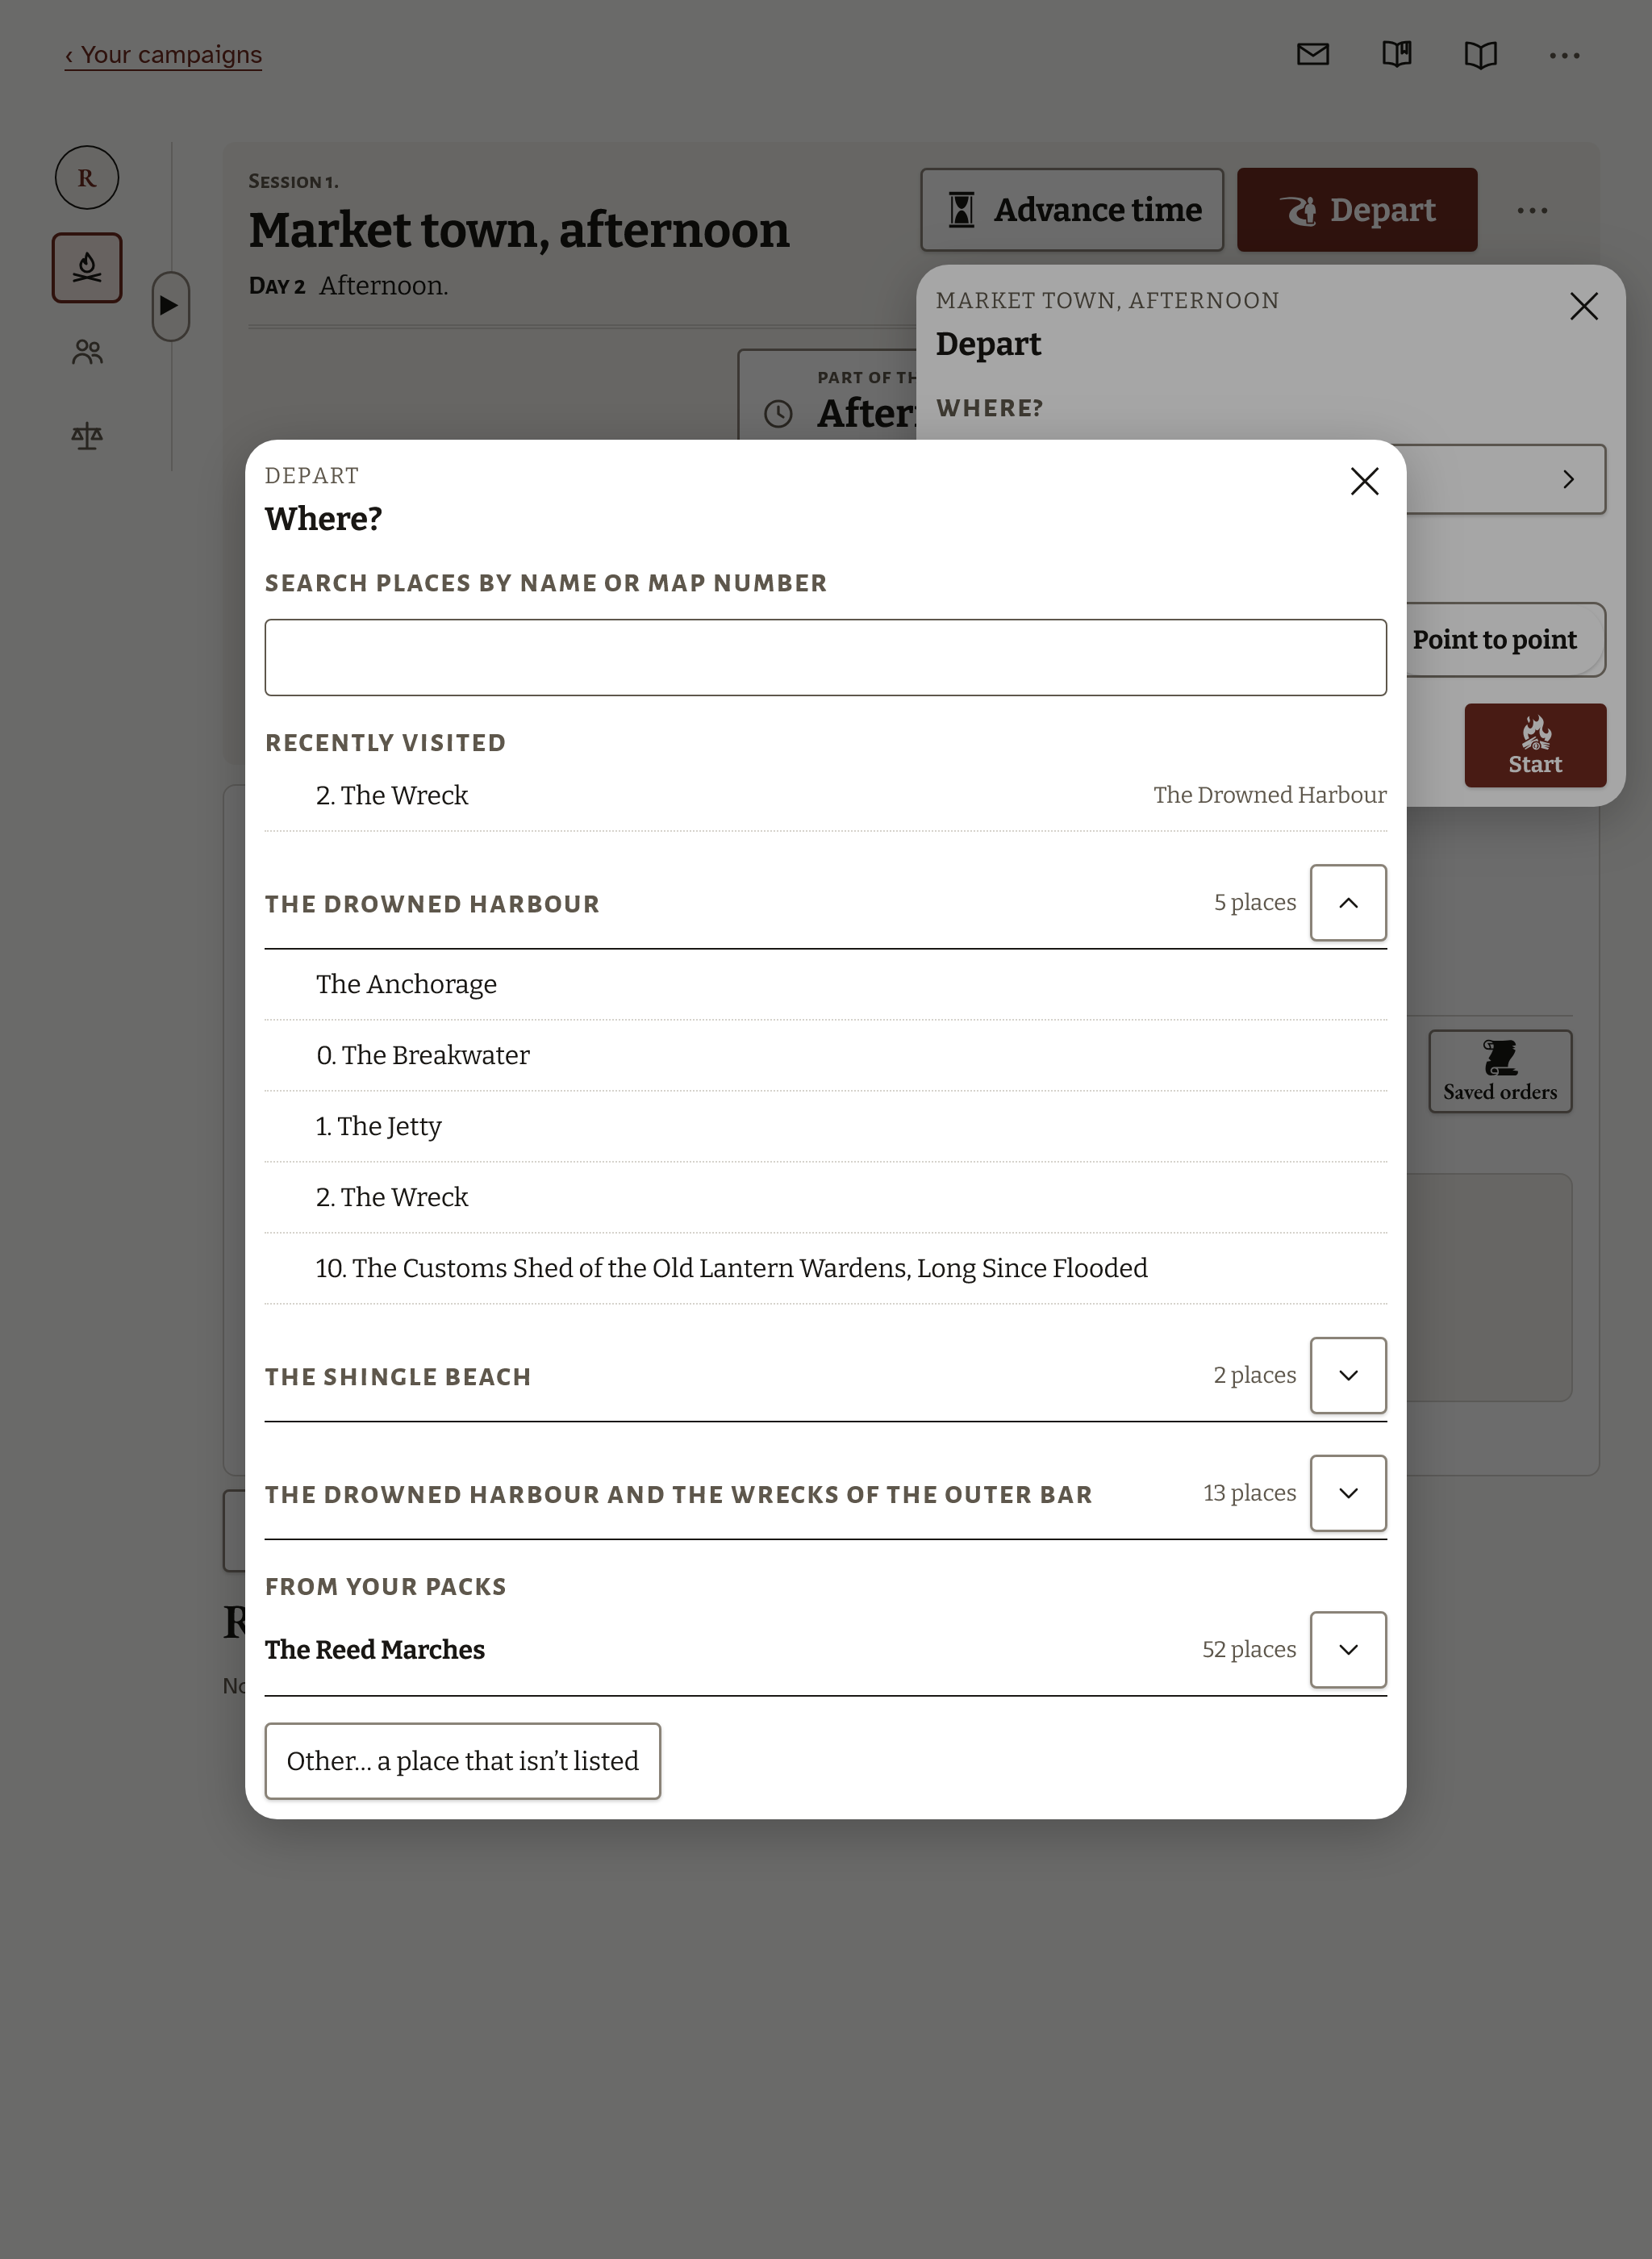 ‹ Your campaigns
R
SESSION 1.
Market town, afternoon
DAY 2 Afternoon.
Advance time
Depart
MARKET TOWN, AFTERNOON
Depart
WHERE?
PART OF
DEPART
Where?
SEARCH PLACES BY NAME OR MAP NUMBER
Point to point
Start
RECENTLY VISITED
2. The Wreck The Drowned Harbour
THE DROWNED HARBOUR 5 places
The Anchorage
0. The Breakwater
1. The Jetty
2. The Wreck
10. The Customs Shed of the Old Lantern Wardens, Long Since Flooded
Saved orders
THE SHINGLE BEACH 2 places
THE DROWNED HARBOUR AND THE WRECKS OF THE OUTER BAR 13 places
FROM YOUR PACKS
The Reed Marches 52 places
Other… a place that isn’t listed